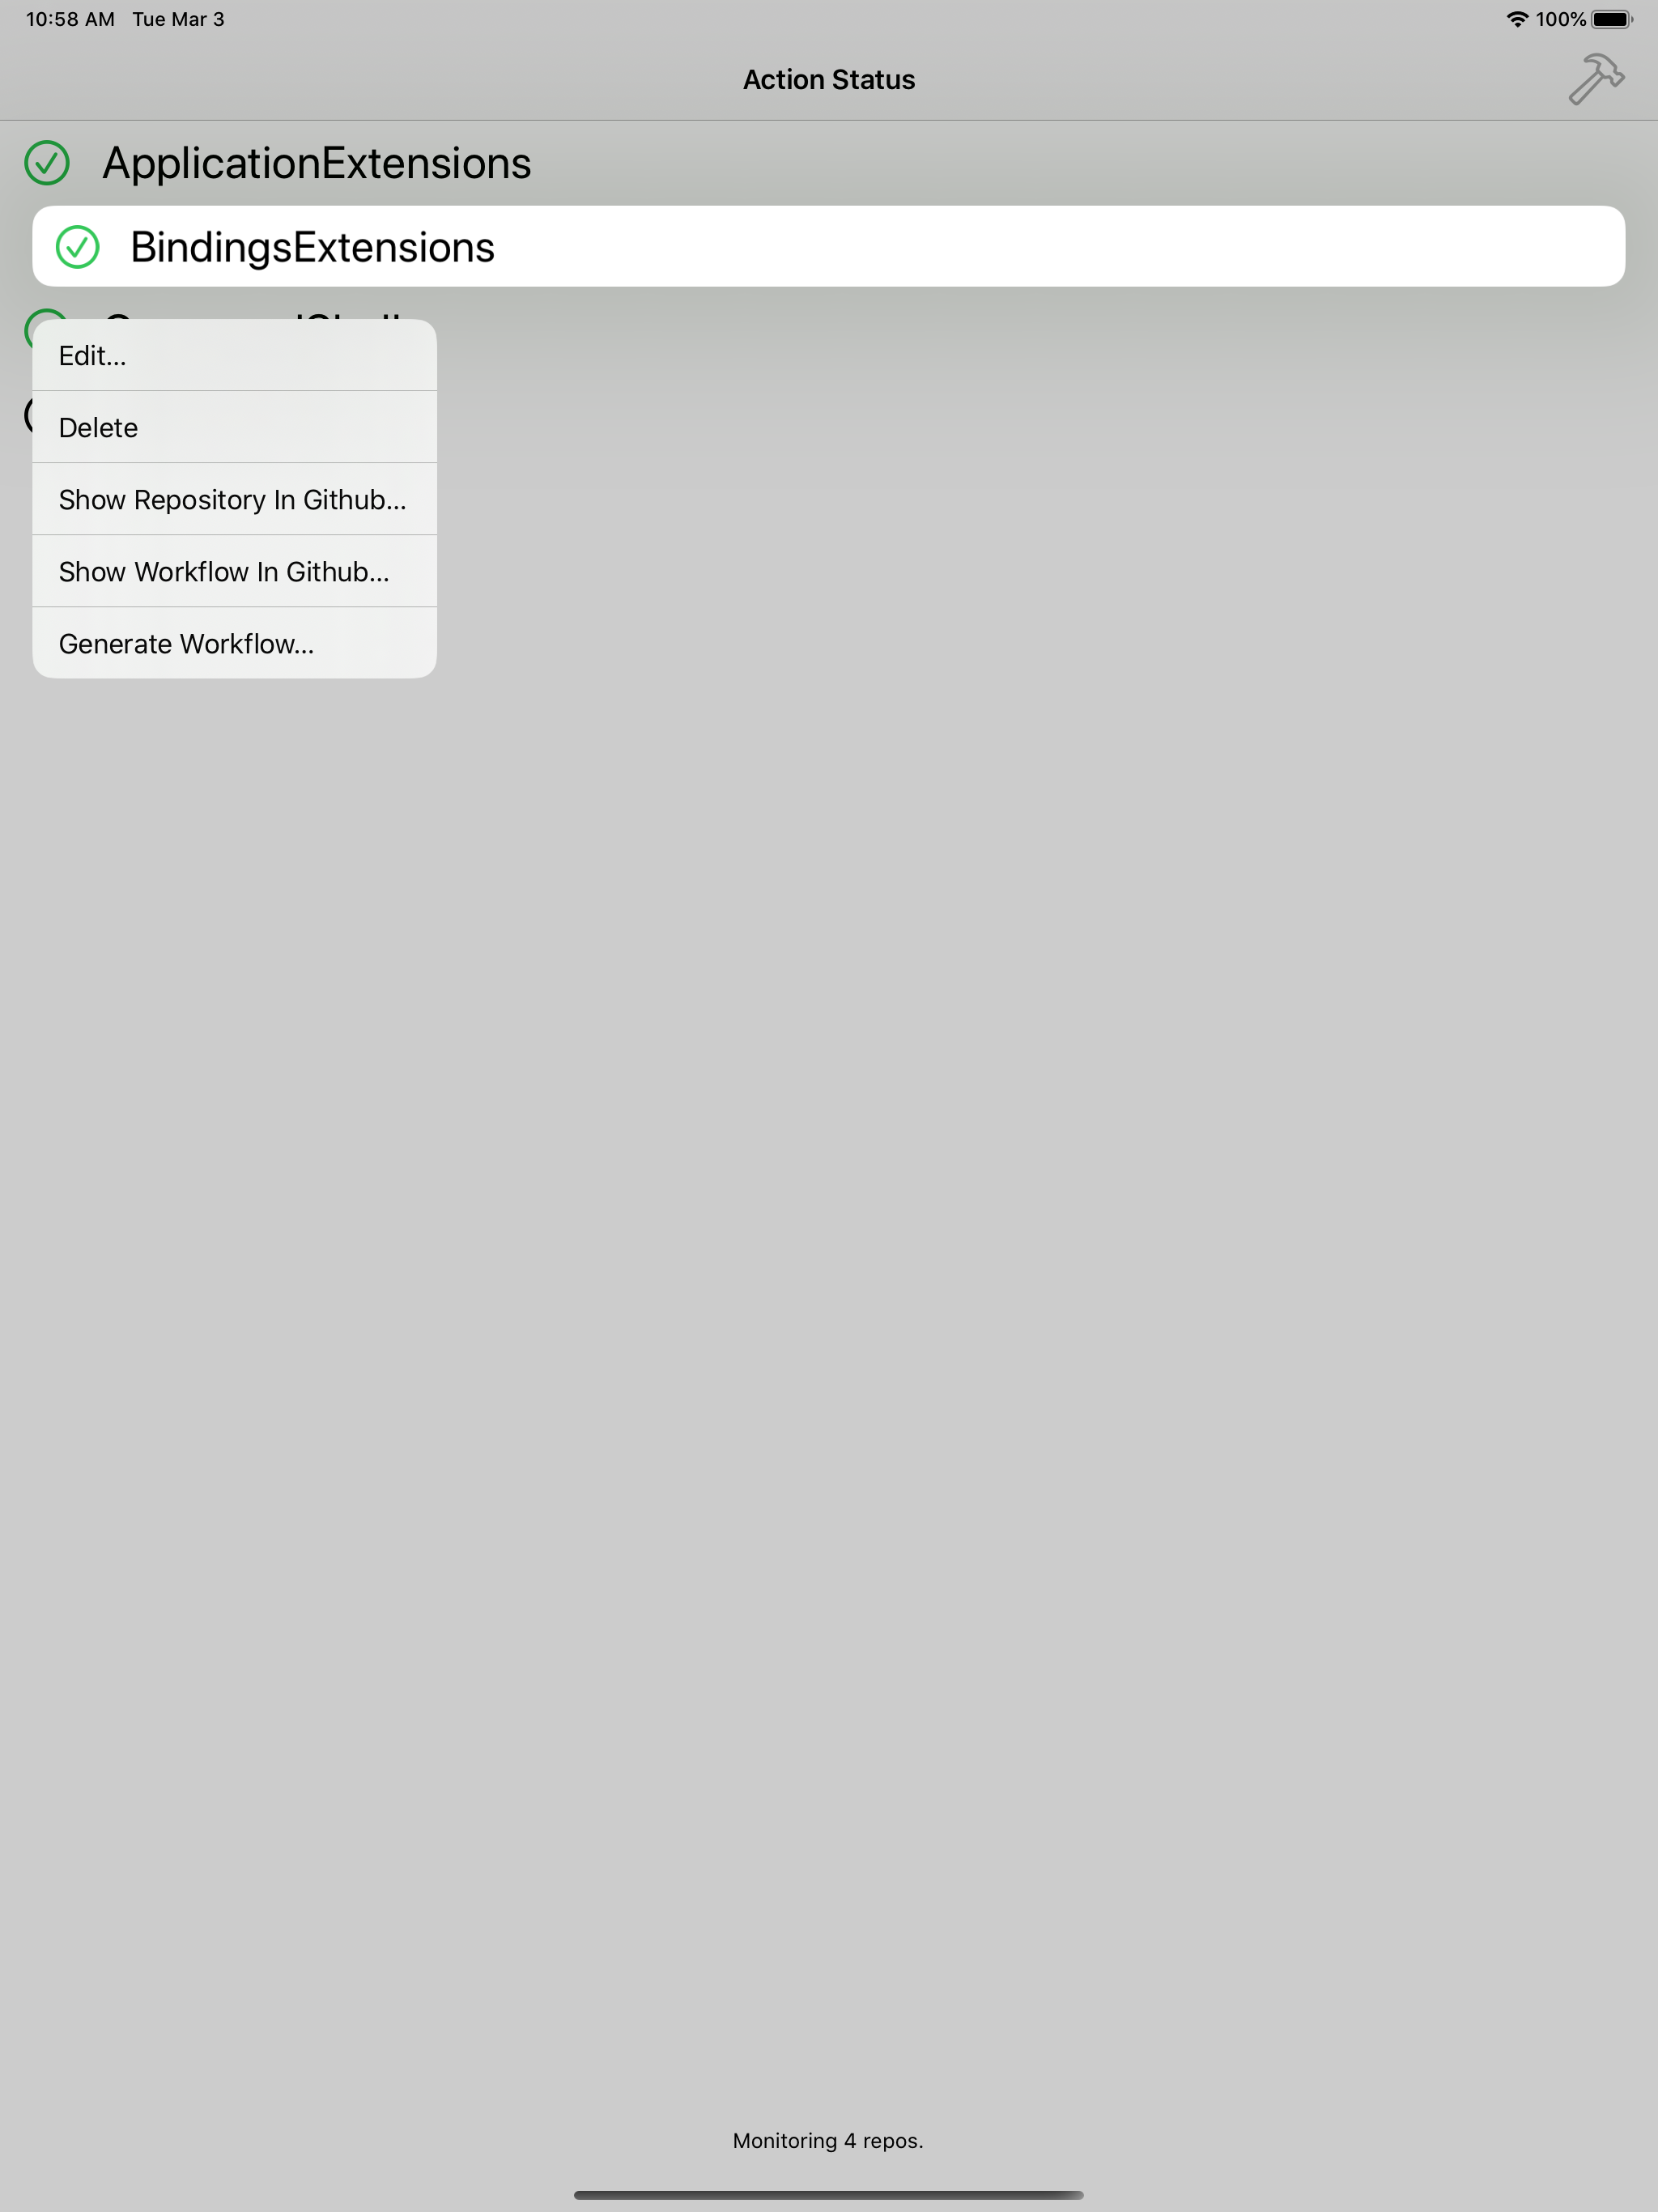 10:58 AM Tue Mar 3
100%
Action Status
ApplicationExtensions
BindingsExtensions
Edit...
Delete
Show Repository In Github...
Show Workflow In Github...
Generate Workflow...
Monitoring 4 repos.